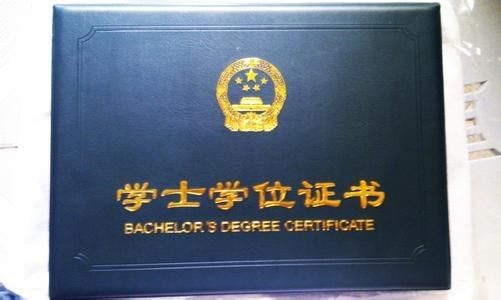 学士学位证书
BACHELOR'S DEGREE CERTIFICATE